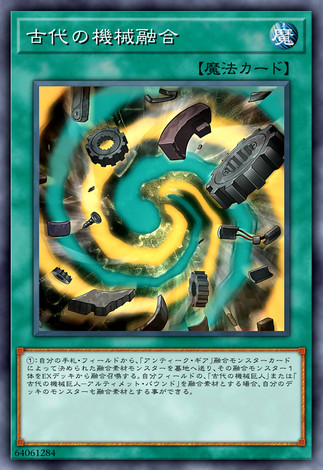 古代の機械融合
魔
【魔法カード】
①：自分の手札・フィールドから、「アンティーク・ギア」融合モンスターカード
によって決められた融合素材モンスターを墓地へ送り、その融合モンスター１
体をEXデッキから融合召喚する。自分フィールドの、「古代の機械巨人」または「
古代の機械巨人－アルティメット・パウンド」を融合素材とする場合、自分のデ
ッキのモンスターも融合素材とする事ができる。
64061284